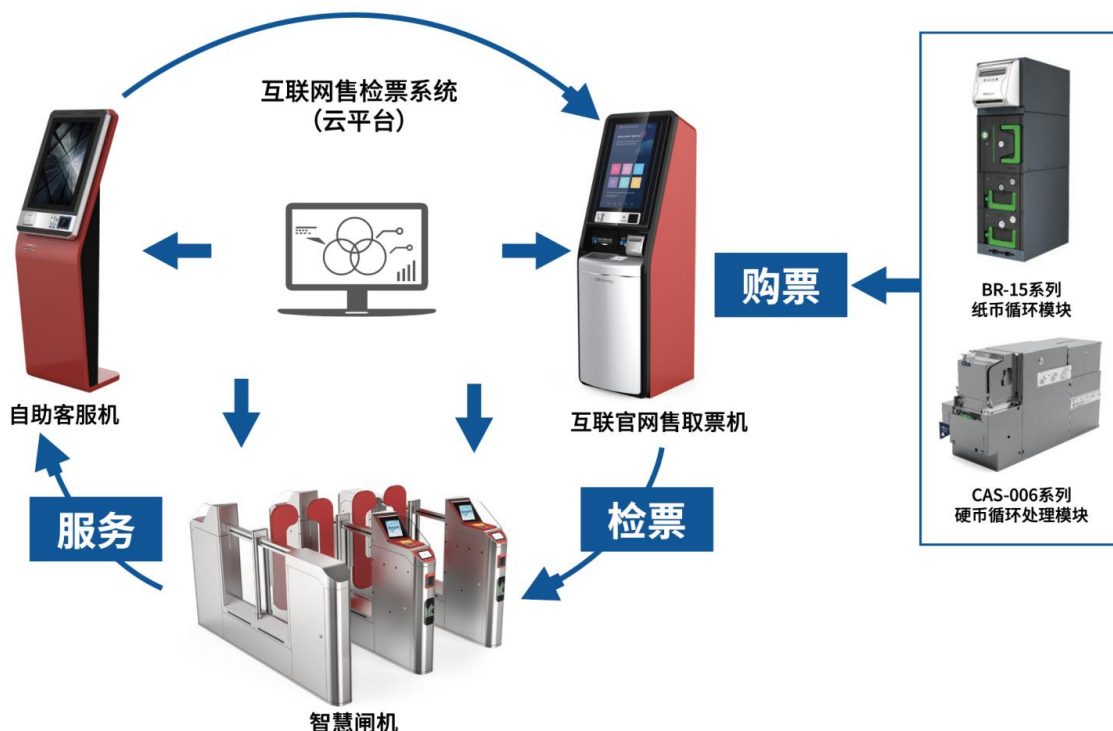 互联网售检票系统
（云平台）
购票
BR-15系列
纸币循环模块
自助客服机
互联官网售取票机
服务
检票
CAS-006系列
硬币循环处理模块
智慧闸机